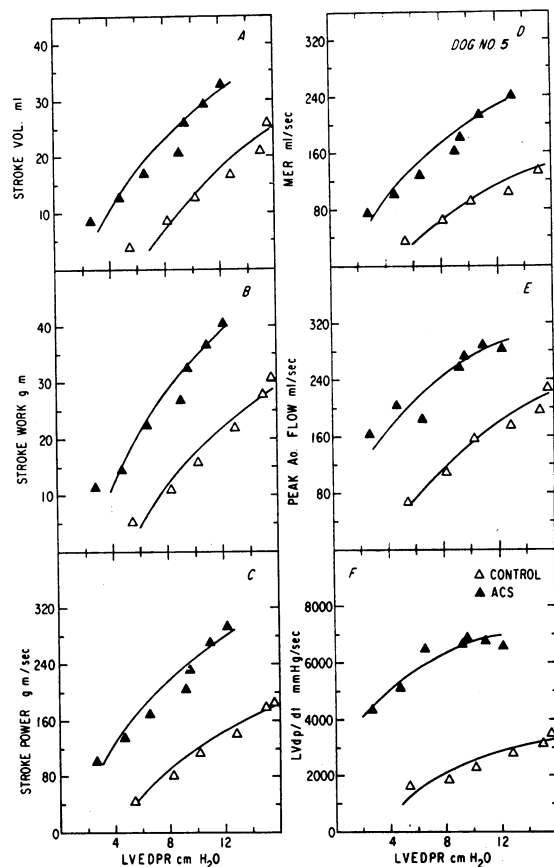 A
STROKE VOL. ml
40
30
20
10
D
DOG NO. 5
MER ml/sec
320
240
160
80
B
STROKE WORK g m
40
30
20
10
E
PEAK Ao. FLOW ml/sec
280
240
160
80
C
STROKE POWER g m/sec
320
240
160
80
4 8 12
LVEDPR cm H2O
F
△ CONTROL
▲ ACS
LVdp/dt mmHg/sec
8000
6000
4000
2000
0
4 8 12
LVEDPR cm H2O